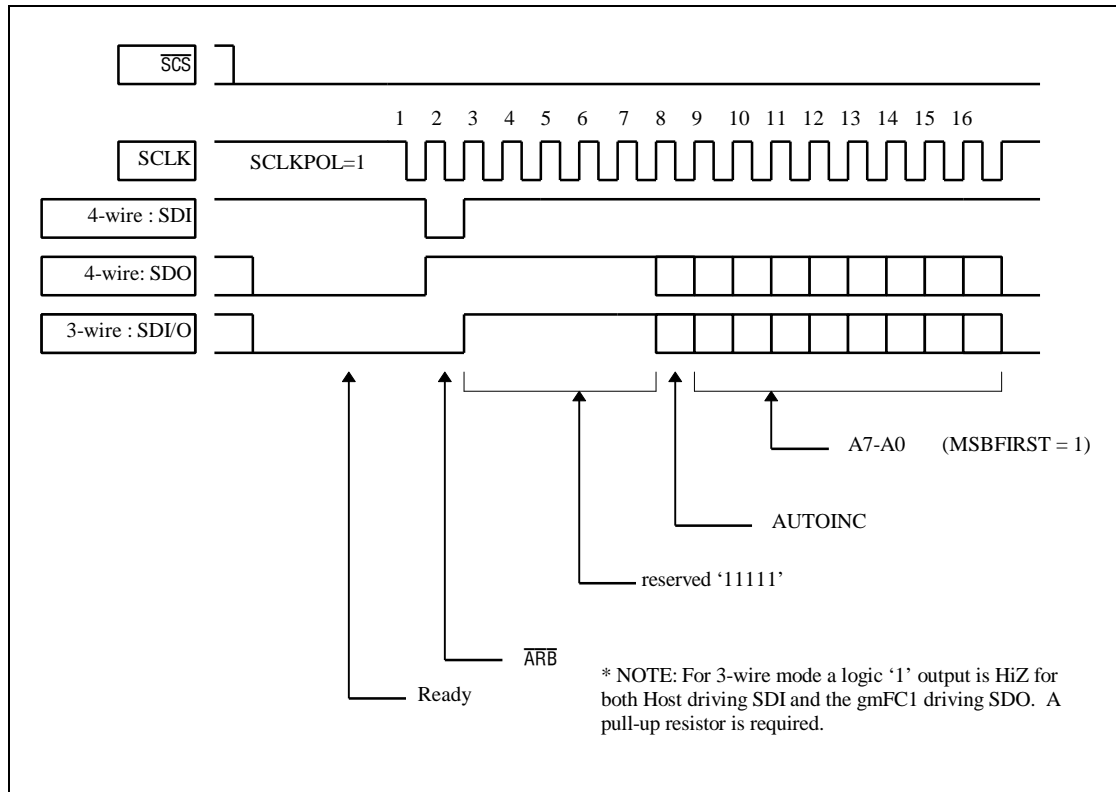 SCS
1 2 3 4 5 6 7 8 9 10 11 12 13 14 15 16
SCLK
SCLKPOL=1
4-wire : SDI
4-wire: SDO
3-wire : SDI/O
A7-A0 (MSBFIRST = 1)
AUTOINC
reserved ‘11111’
ARB
Ready
* NOTE: For 3-wire mode a logic ‘1’ output is HiZ for
both Host driving SDI and the gmFC1 driving SDO. A
pull-up resistor is required.